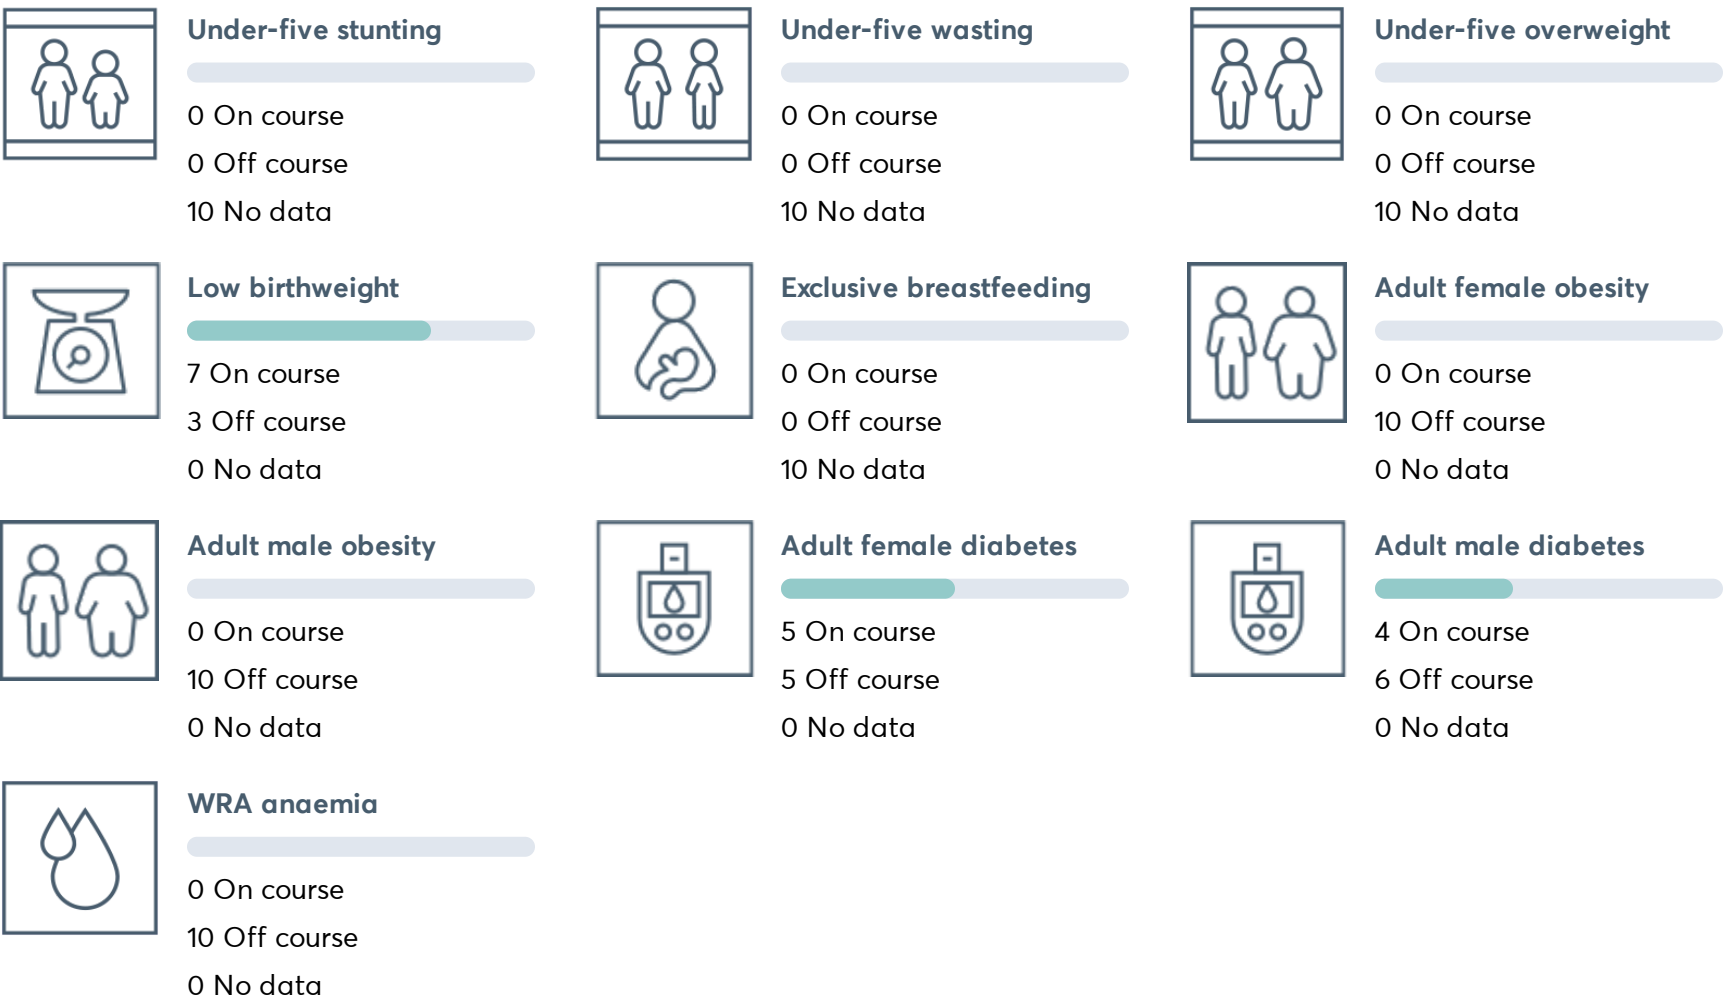 Under-five stunting
0 On course
0 Off course
10 No data
Under-five wasting
0 On course
0 Off course
10 No data
Under-five overweight
0 On course
0 Off course
10 No data
Low birthweight
7 On course
3 Off course
0 No data
Exclusive breastfeeding
0 On course
0 Off course
10 No data
Adult female obesity
0 On course
10 Off course
0 No data
Adult male obesity
0 On course
10 Off course
0 No data
Adult female diabetes
5 On course
5 Off course
0 No data
Adult male diabetes
4 On course
6 Off course
0 No data
WRA anaemia
0 On course
10 Off course
0 No data